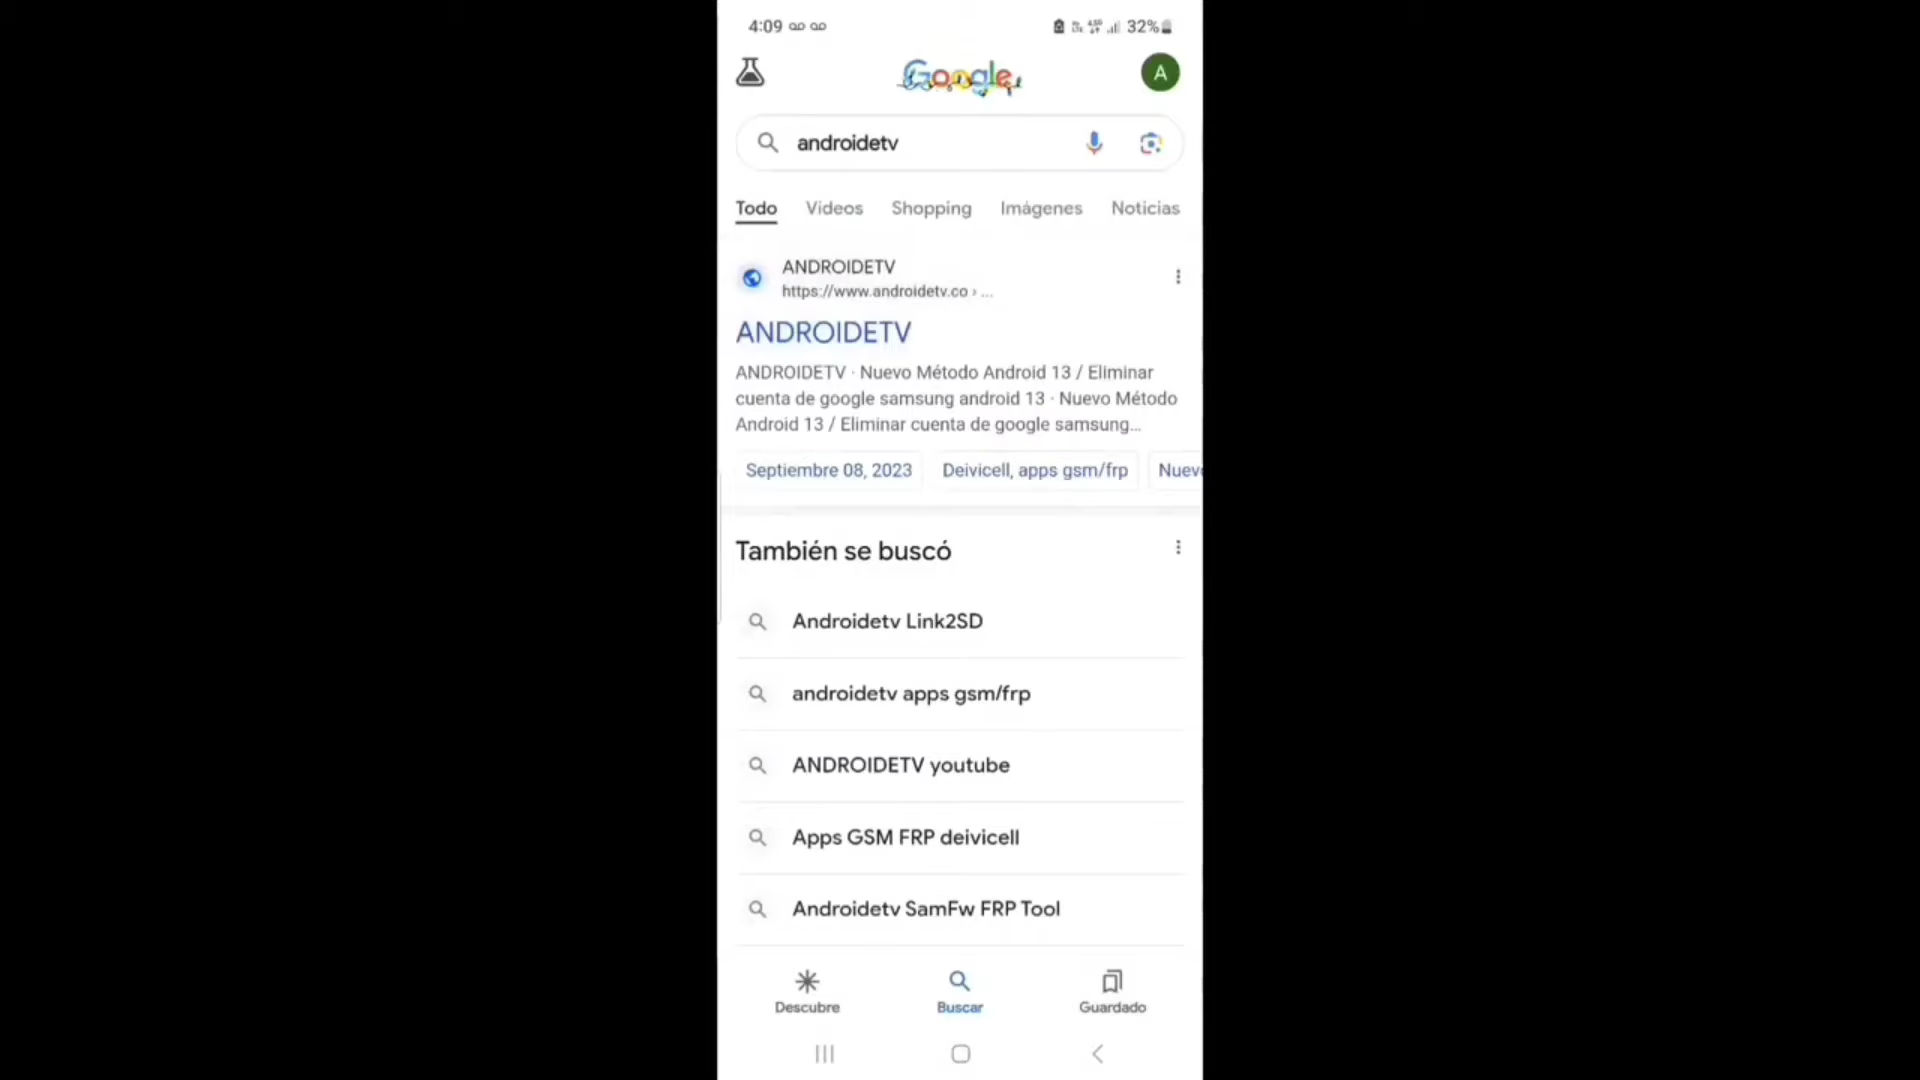 4:09
32%
Google
A
androidetv
Todo Videos Shopping Imágenes Noticias
ANDROIDETV
https://www.androidetv.co › ...
ANDROIDETV
ANDROIDETV · Nuevo Método Android 13 / Eliminar
cuenta de google samsung android 13 · Nuevo Método
Android 13 / Eliminar cuenta de google samsung...
Septiembre 08, 2023 Deivicell, apps gsm/frp
También se buscó
Androidetv Link2SD
androidetv apps gsm/frp
ANDROIDETV youtube
Apps GSM FRP deivicell
Androidetv SamFw FRP Tool
Descubre Buscar Guardado